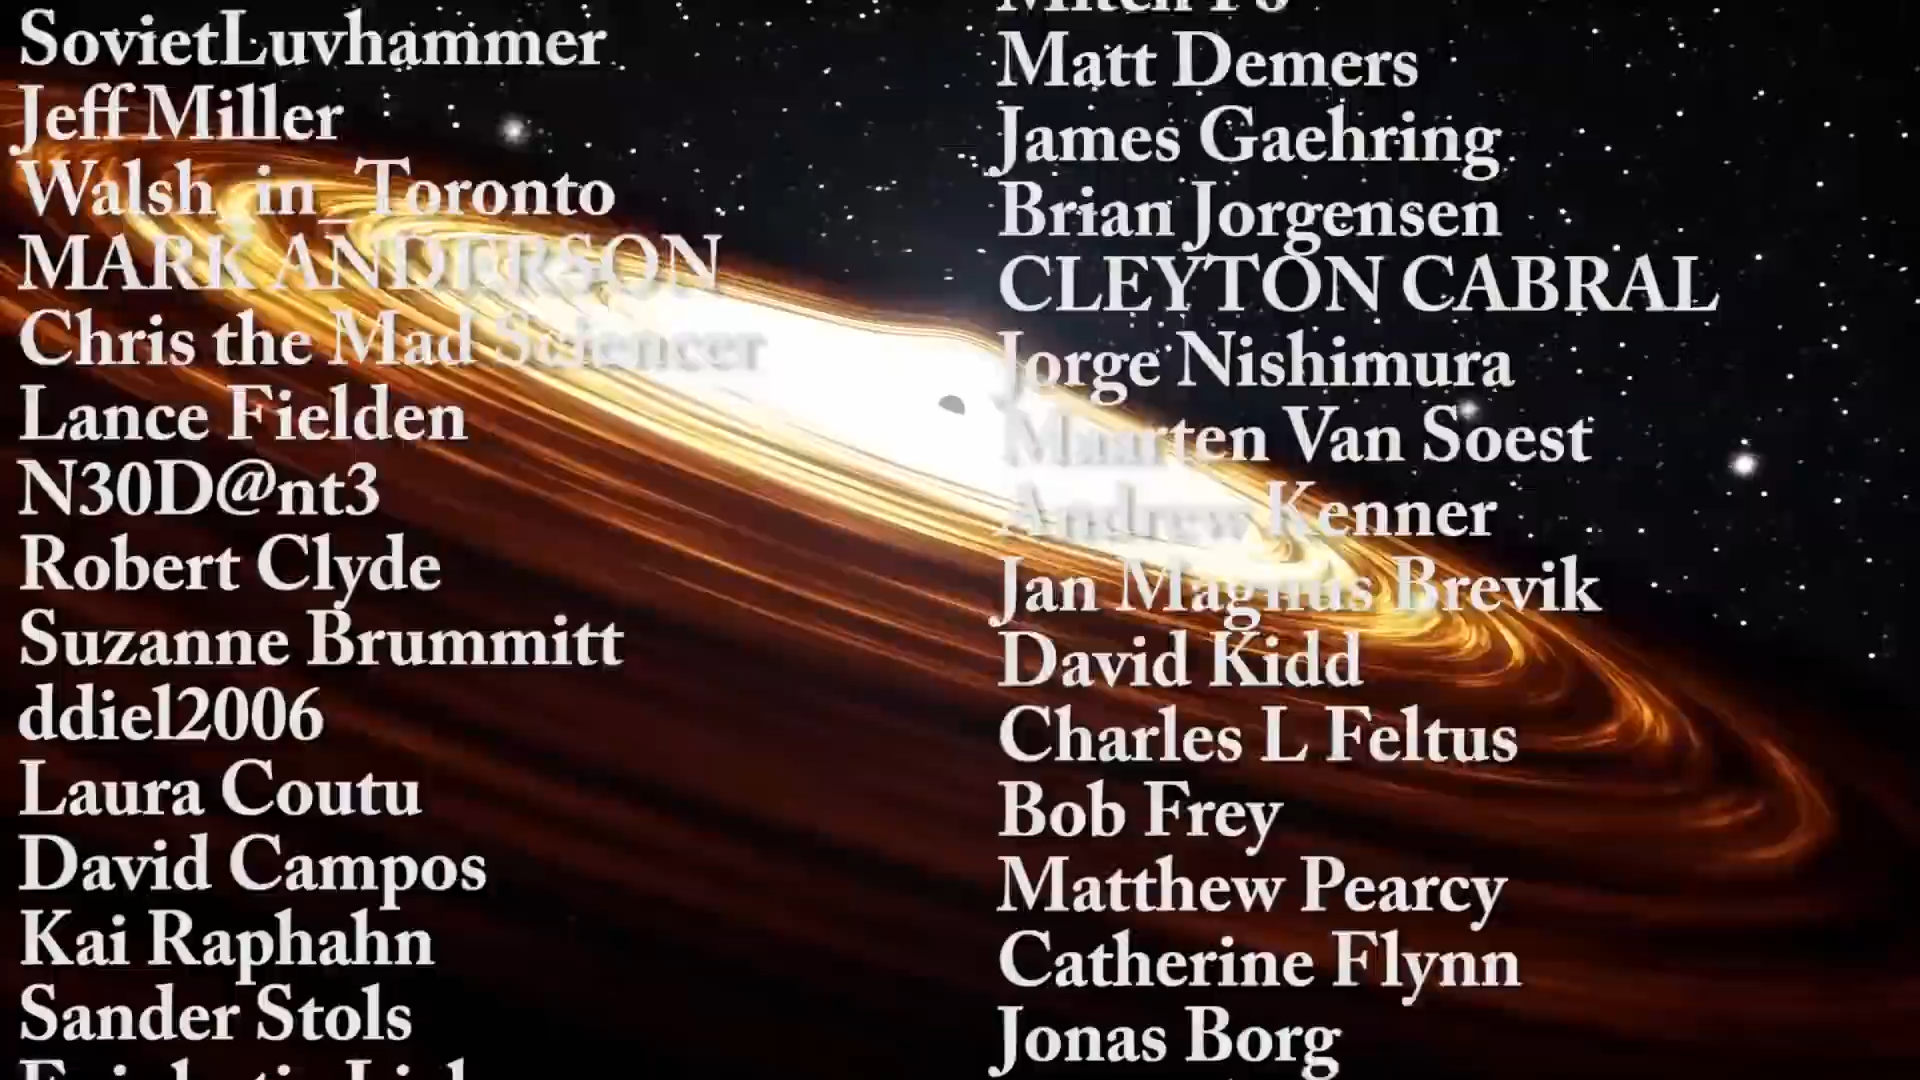 SovietLuvhammer
Jeff Miller
Walsh_in_Toronto
MARK ANDERSON
Chris the Mad Sciencer
Lance Fielden
N30D@nt3
Robert Clyde
Suzanne Brummitt
ddiel2006
Laura Coutu
David Campos
Kai Raphahn
Sander Stols
Matt Demers
James Gaehring
Brian Jorgensen
CLEYTON CABRAL
Jorge Nishimura
Maarten Van Soest
Andrew Kenner
Jan Magnus Brevik
David Kidd
Charles L Feltus
Bob Frey
Matthew Pearcy
Catherine Flynn
Jonas Borg